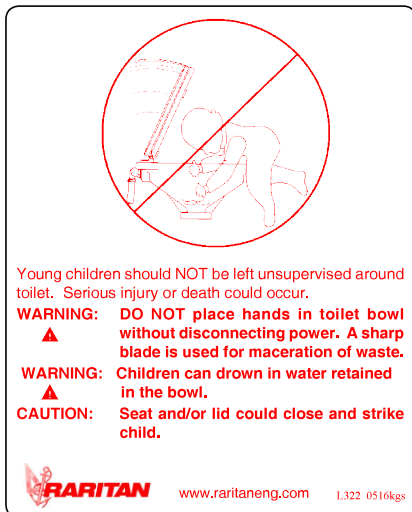 Young children should NOT be left unsupervised around
toilet. Serious injury or death could occur.
WARNING: DO NOT place hands in toilet bowl
without disconnecting power. A sharp
blade is used for maceration of waste.
WARNING: Children can drown in water retained
in the bowl.
CAUTION: Seat and/or lid could close and strike
child.
RARITAN www.raritaneng.com L322 0516kgs